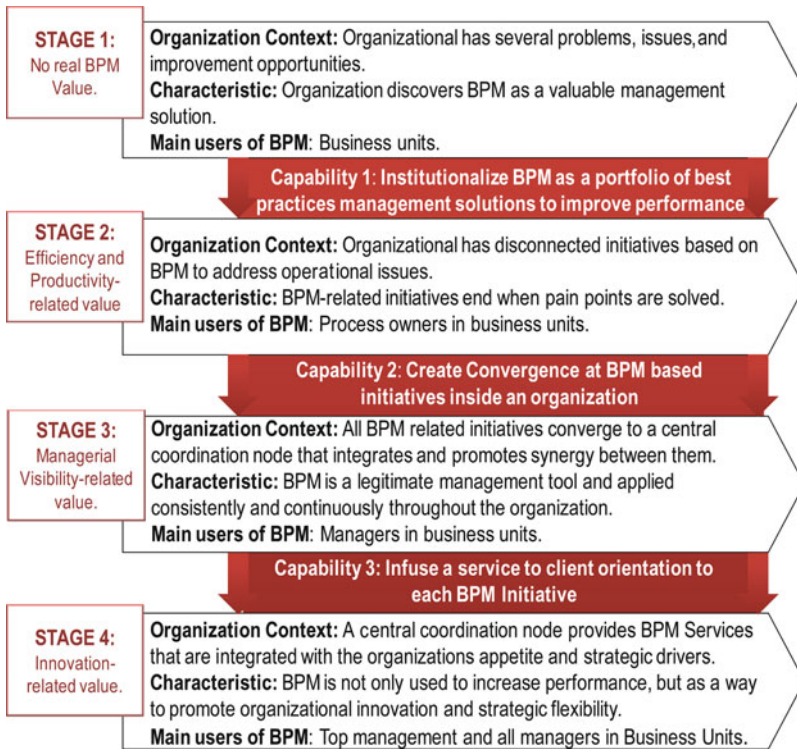 STAGE 1:
No real BPM
Value.
Organization Context: Organizational has several problems, issues, and
improvement opportunities.
Characteristic: Organization discovers BPM as a valuable management
solution.
Main users of BPM: Business units.
Capability 1: Institutionalize BPM as a portfolio of best
practices management solutions to improve performance
STAGE 2:
Efficiency and
Productivity-
related value
Organization Context: Organizational has disconnected initiatives based on
BPM to address operational issues.
Characteristic: BPM-related initiatives end when pain points are solved.
Main users of BPM: Process owners in business units.
Capability 2: Create Convergence at BPM based
initiatives inside an organization
STAGE 3:
Managerial
Visibility-related
value.
Organization Context: All BPM related initiatives converge to a central
coordination node that integrates and promotes synergy between them.
Characteristic: BPM is a legitimate management tool and applied
consistently and continuously throughout the organization.
Main users of BPM: Managers in business units.
Capability 3: Infuse a service to client orientation to
each BPM Initiative
STAGE 4:
Innovation-
related value.
Organization Context: A central coordination node provides BPM Services
that are integrated with the organizations appetite and strategic drivers.
Characteristic: BPM is not only used to increase performance, but as a way
to promote organizational innovation and strategic flexibility.
Main users of BPM: Top management and all managers in Business Units.